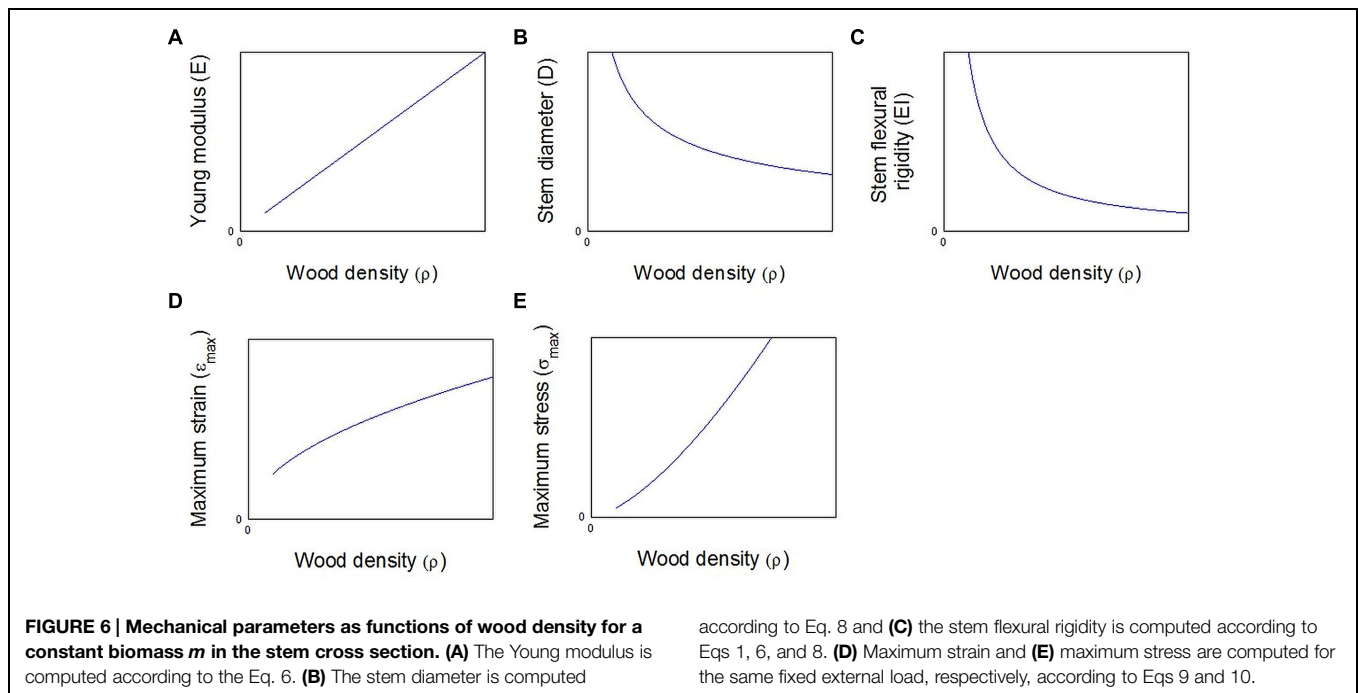 A
Young modulus (E)
0
0
Wood density (ρ)
B
Stem diameter (D)
0
0
Wood density (ρ)
C
Stem flexural
rigidity (EI)
0
0
Wood density (ρ)
D
Maximum strain (εmax)
0
0
Wood density (ρ)
E
Maximum stress (σmax)
0
0
Wood density (ρ)
FIGURE 6 | Mechanical parameters as functions of wood density for a
constant biomass m in the stem cross section. (A) The Young modulus is
computed according to the Eq. 6. (B) The stem diameter is computed
according to Eq. 8 and (C) the stem flexural rigidity is computed according to
Eqs 1, 6, and 8. (D) Maximum strain and (E) maximum stress are computed for
the same fixed external load, respectively, according to Eqs 9 and 10.